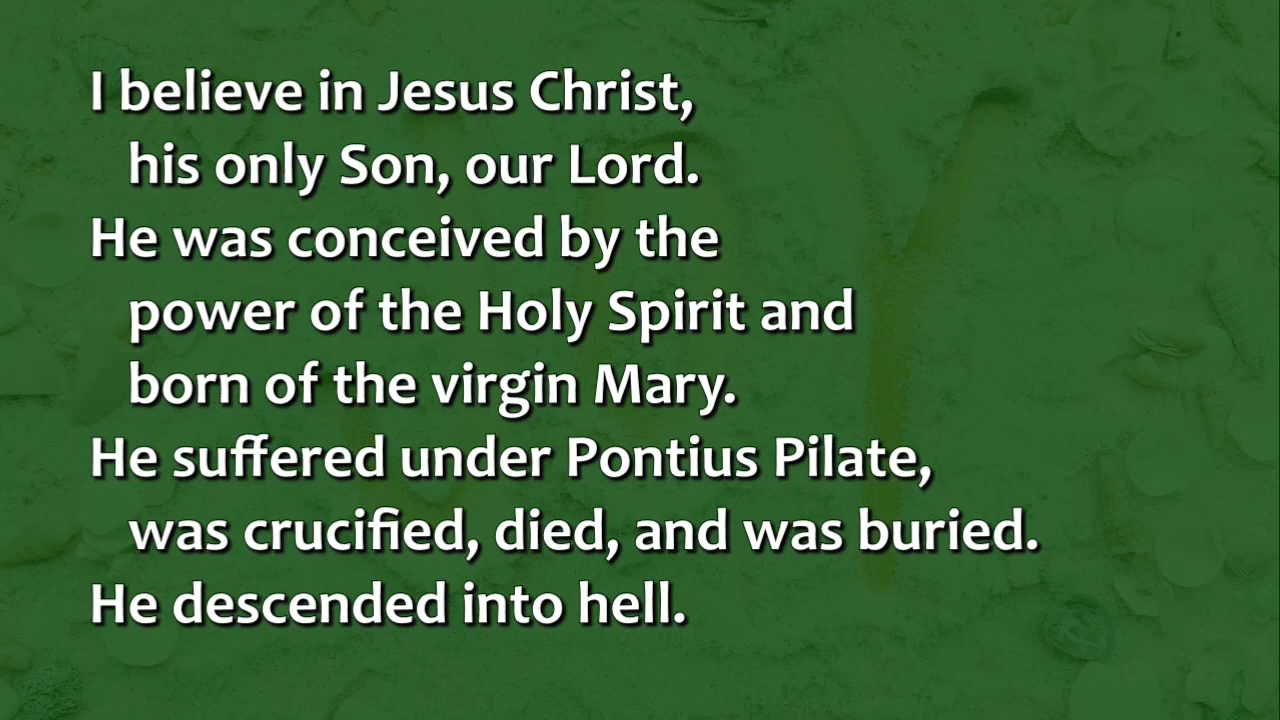 I believe in Jesus Christ,
his only Son, our Lord.
He was conceived by the
power of the Holy Spirit and
born of the virgin Mary.
He suffered under Pontius Pilate,
was crucified, died, and was buried.
He descended into hell.